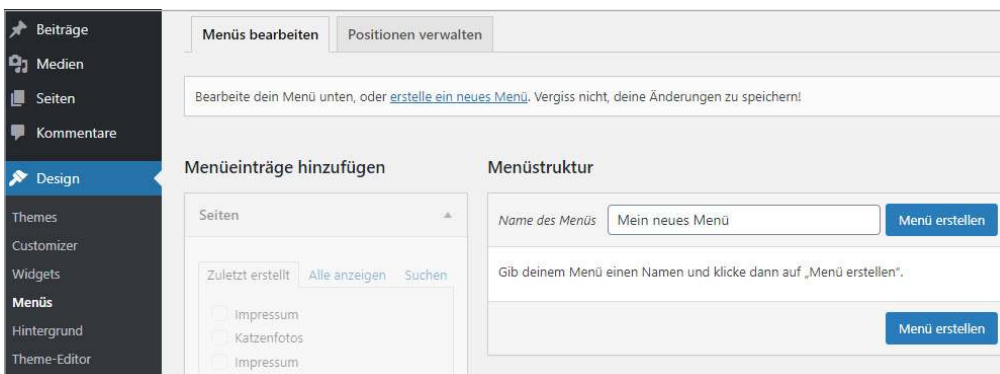 Beiträge
Medien
Seiten
Kommentare
Design
Themes
Customizer
Widgets
Menüs
Hintergrund
Theme-Editor
Menüs bearbeiten
Positionen verwalten
Bearbeite dein Menü unten, oder erstelle ein neues Menü. Vergiss nicht, deine Änderungen zu speichern!
Menüeinträge hinzufügen
Seiten
Zuletzt erstellt Alle anzeigen Suchen
Impressum
Katzenfotos
Impressum
Menüstruktur
Name des Menüs Mein neues Menü Menü erstellen
Gib deinem Menü einen Namen und klicke dann auf „Menü erstellen“.
Menü erstellen